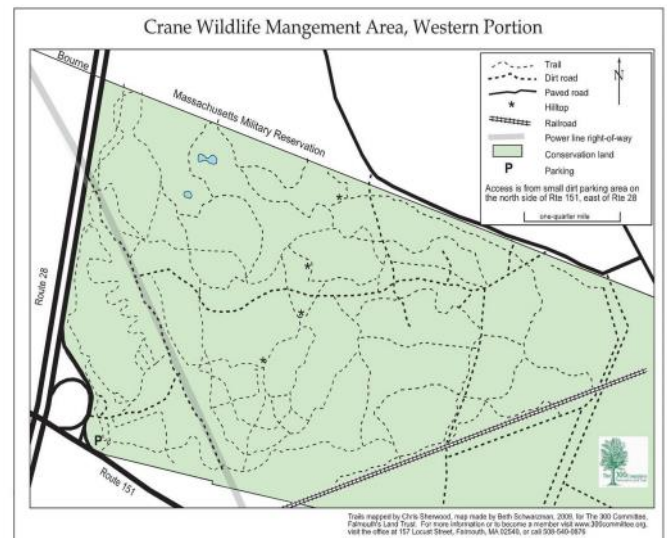 Crane Wildlife Mangement Area, Western Portion
Bourne
Massachusetts Military Reservation
Trail
Dirt road
Paved road
Hilltop
Railroad
Power line right-of-way
Conservation land
P Parking
N
Access is from small dirt parking area on
the north side of Rte 151, east of Rte 28
one-quarter mile
Route 28
P
Route 151
The 300 Committee
Trails mapped by Chris Sherwood, map made by Beth Schwarzman, 2009, for The 300 Committee,
Falmouth's Land Trust. For more information or to become a member visit www.300committee.org,
visit the office at 157 Locust Street, Falmouth, MA 02540, or call 508-540-0876